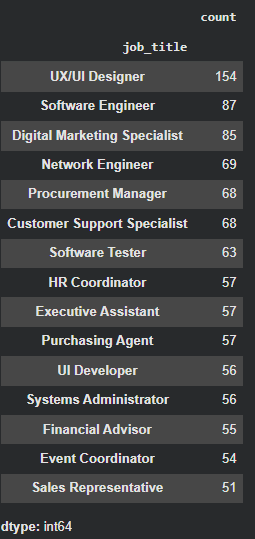 count
job_title
UX/UI Designer 154
Software Engineer 87
Digital Marketing Specialist 85
Network Engineer 69
Procurement Manager 68
Customer Support Specialist 68
Software Tester 63
HR Coordinator 57
Executive Assistant 57
Purchasing Agent 57
UI Developer 56
Systems Administrator 56
Financial Advisor 55
Event Coordinator 54
Sales Representative 51
dtype: int64